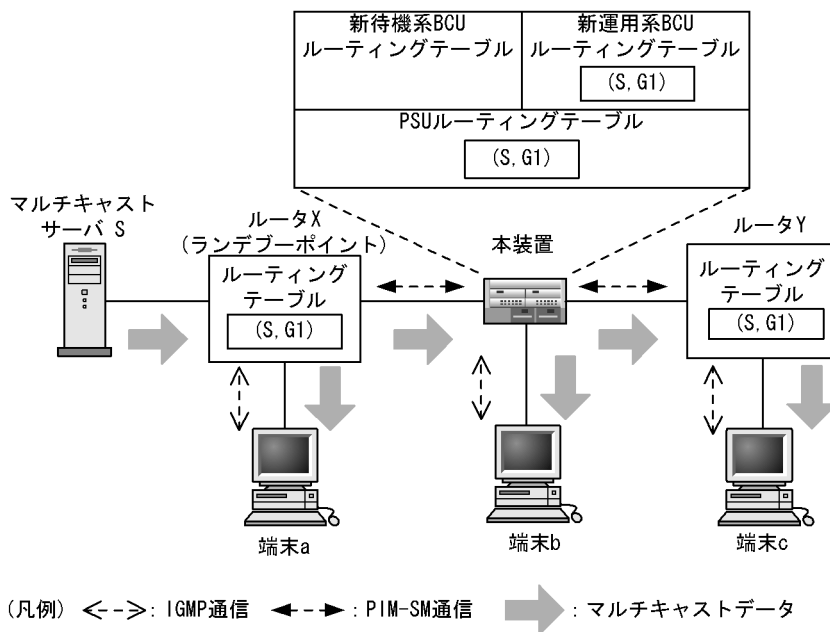 新待機系BCU
ルーティングテーブル
新運用系BCU
ルーティングテーブル
(S,G1)
PSUルーティングテーブル
(S,G1)
マルチキャスト
サーバ S
ルータX
(ランデブーポイント)
ルーティング
テーブル
(S,G1)
本装置
ルータY
ルーティング
テーブル
(S,G1)
端末a
端末b
端末c
(凡例) : IGMP通信 : PIM-SM通信 : マルチキャストデータ